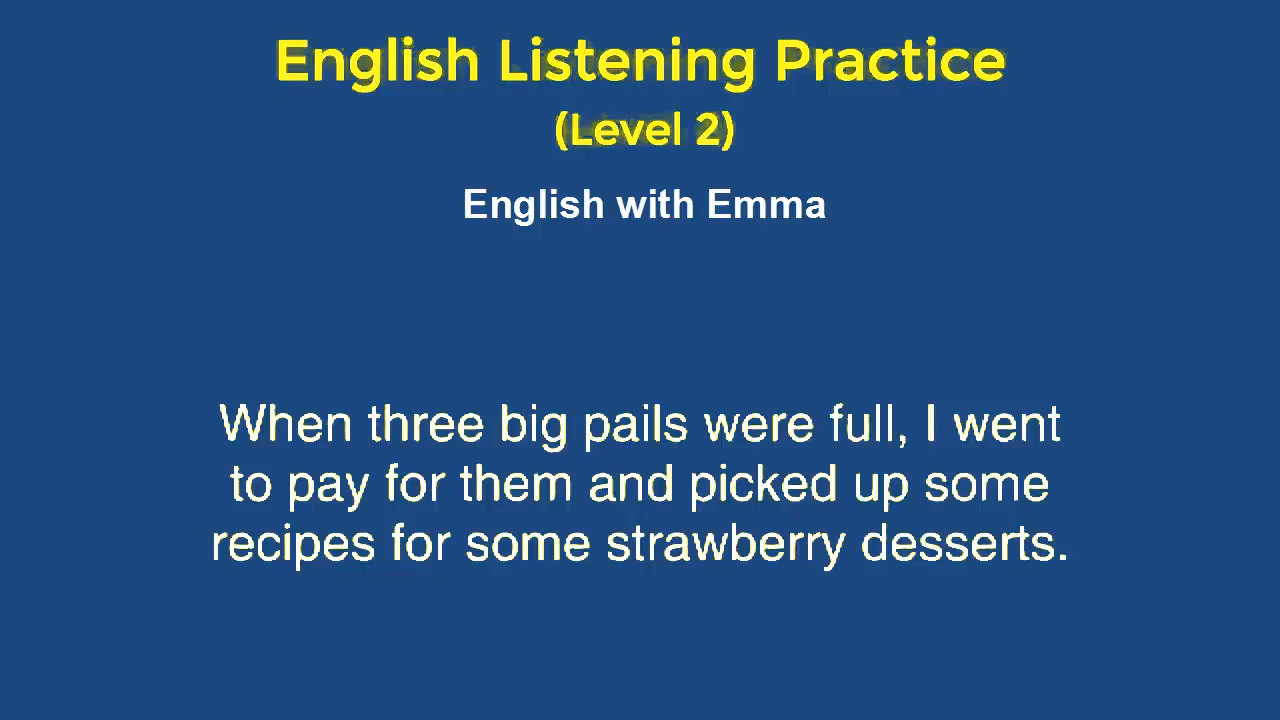 English Listening Practice
(Level 2)
English with Emma
When three big pails were full, I went
to pay for them and picked up some
recipes for some strawberry desserts.